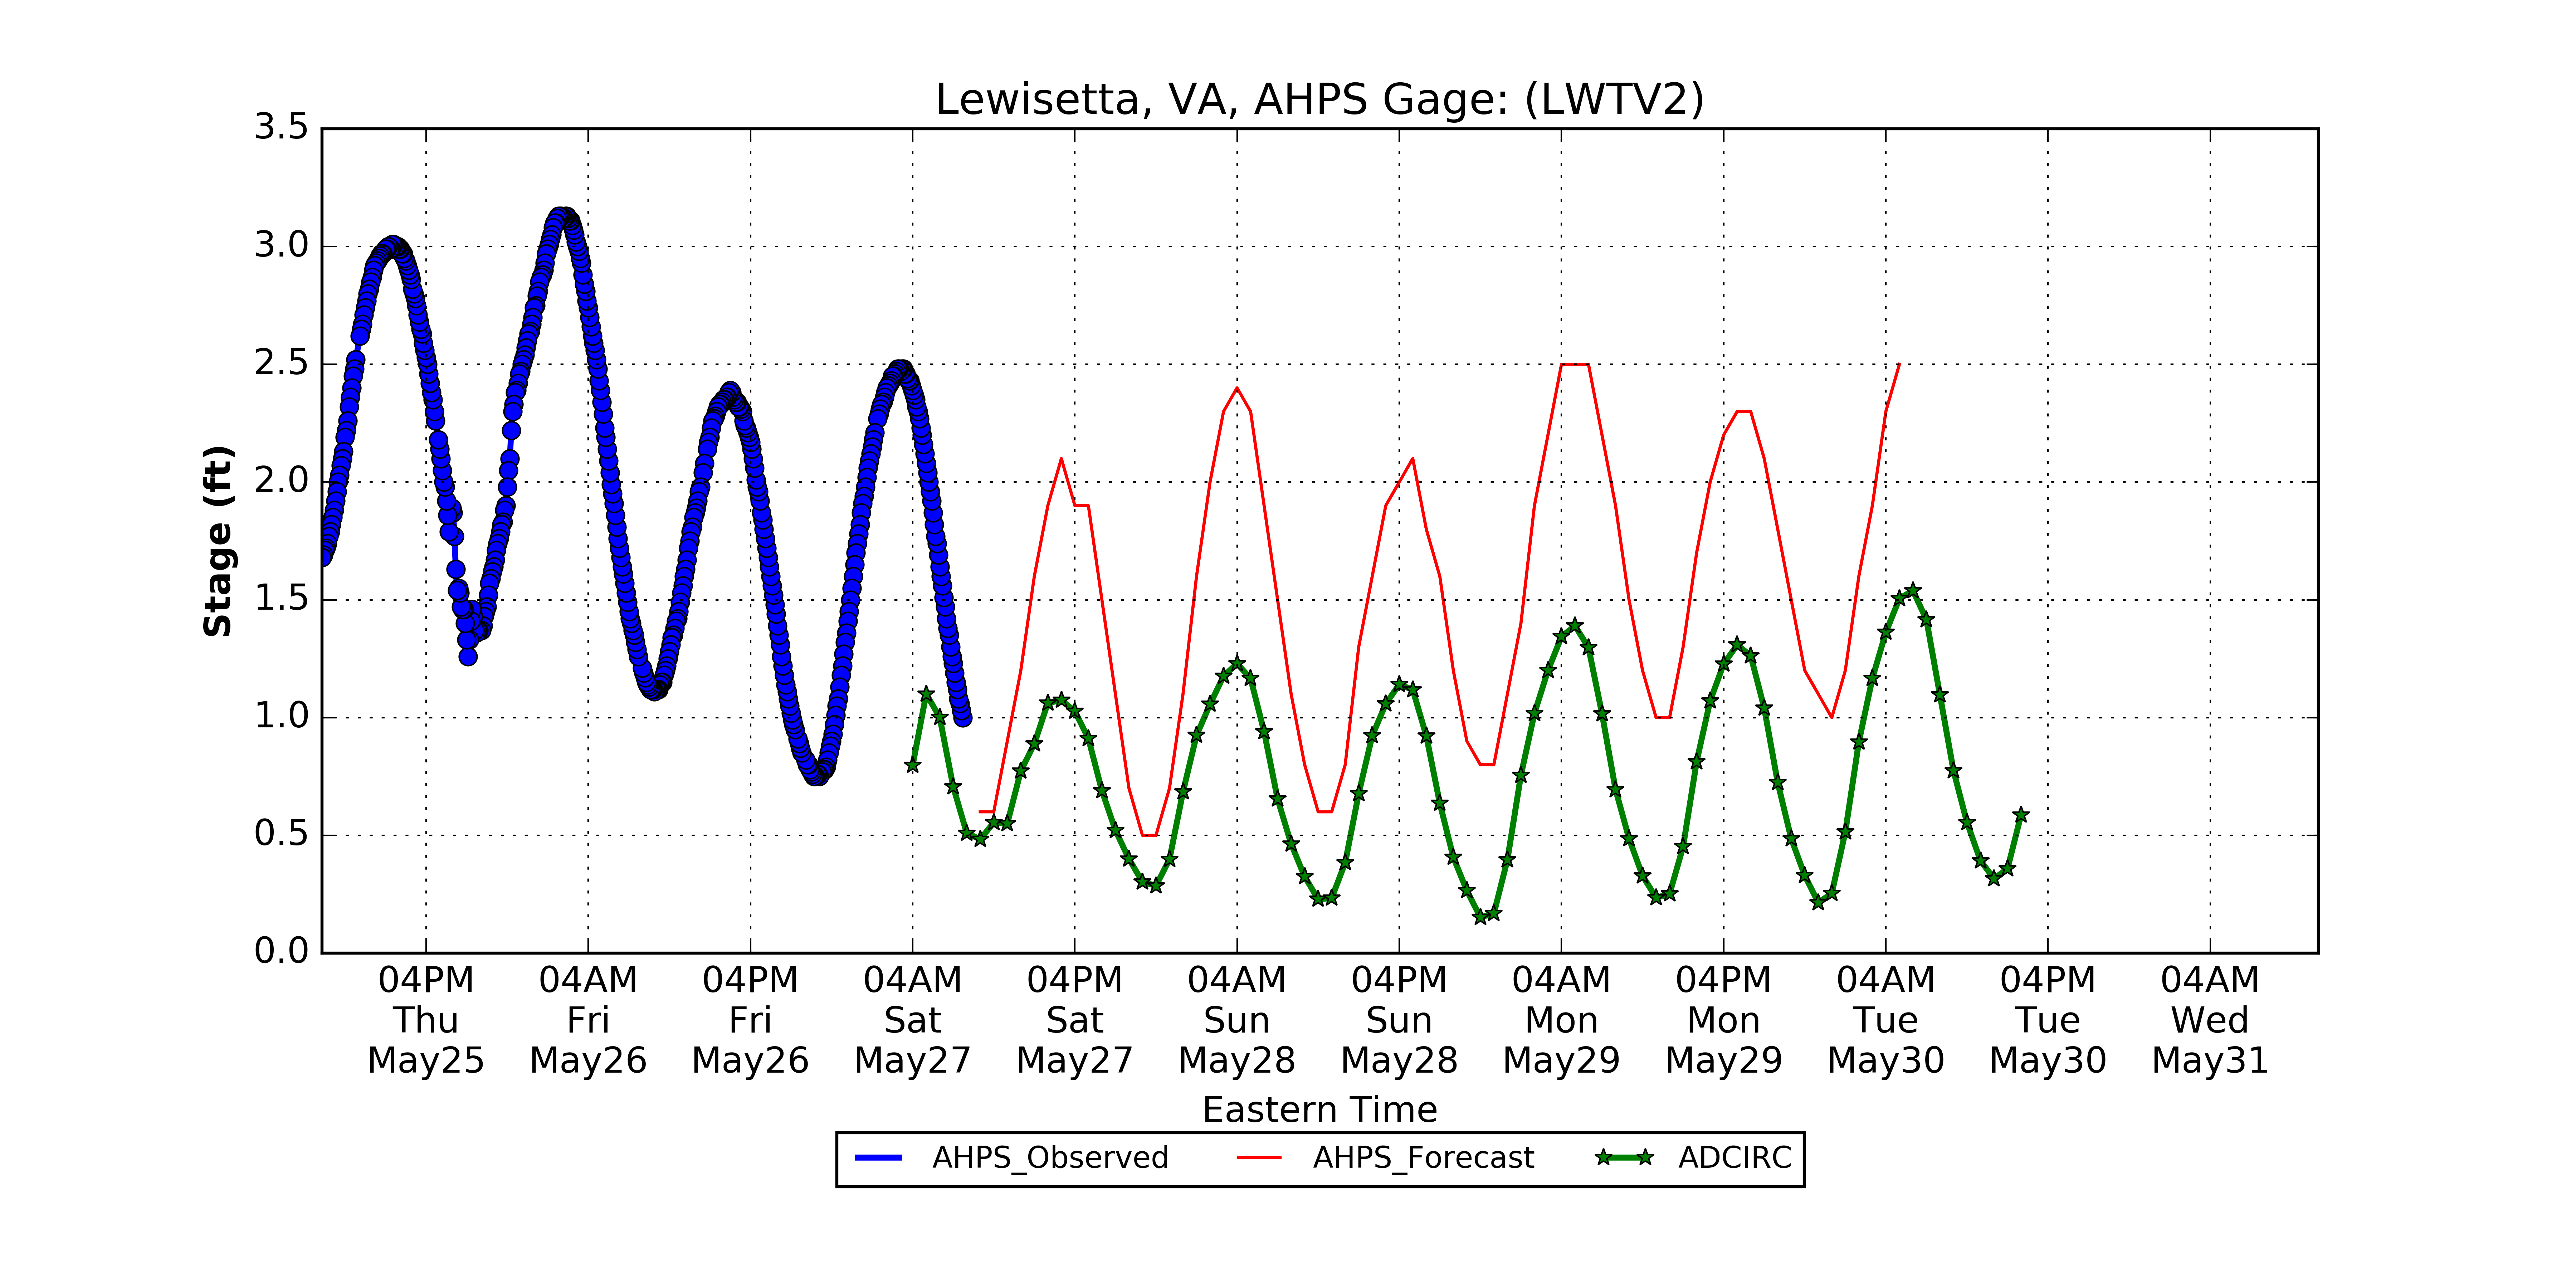 Lewisetta, VA, AHPS Gage: (LWTV2)
3.5
3.0
2.5
2.0
1.5
1.0
0.5
0.0
Stage (ft)
04PM 04AM 04PM 04AM 04PM 04AM 04PM 04AM 04PM 04AM 04PM 04AM
Thu Fri Fri Sat Sat Sun Sun Mon Mon Tue Tue Wed
May25 May26 May26 May27 May27 May28 May28 May29 May29 May30 May30 May31
Eastern Time
AHPS_Observed AHPS_Forecast ADCIRC